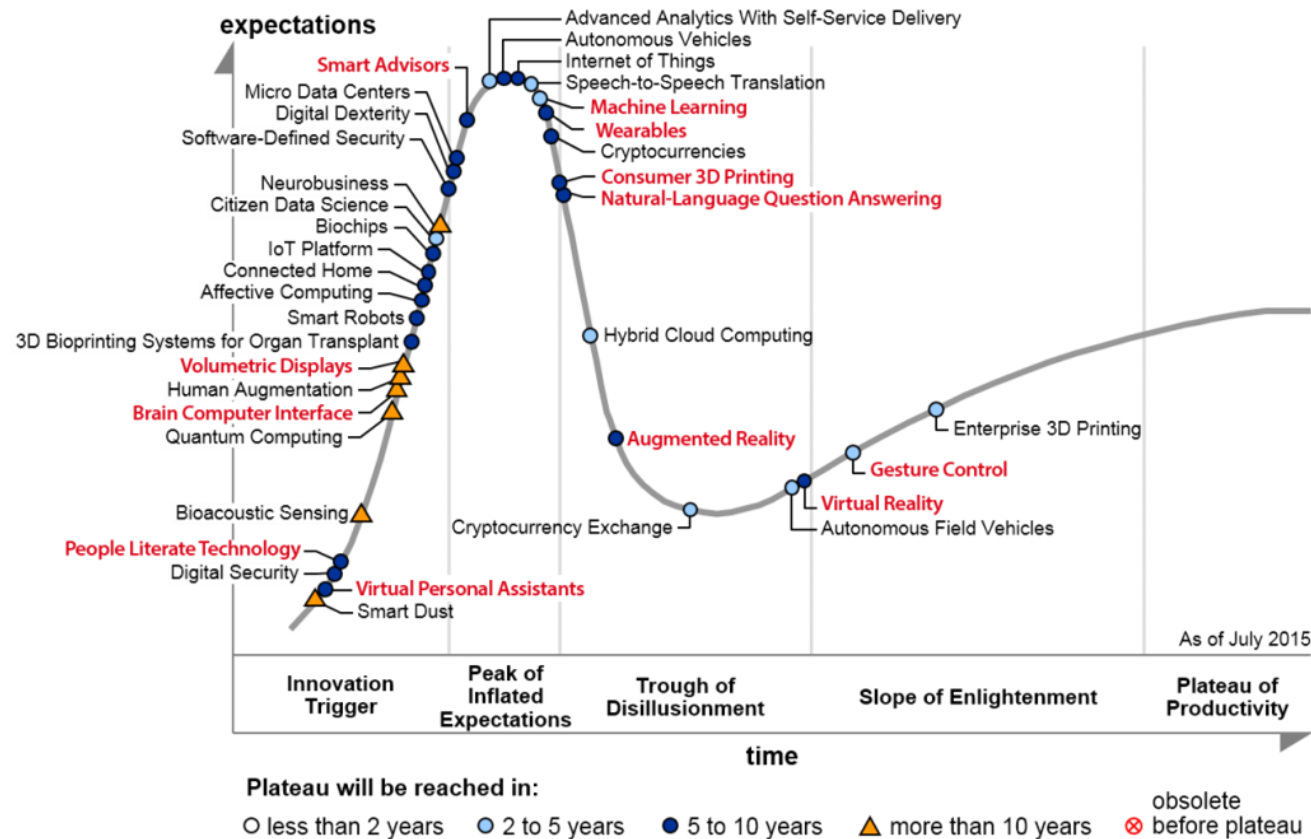 expectations
Advanced Analytics With Self-Service Delivery
Autonomous Vehicles
Internet of Things
Speech-to-Speech Translation
Machine Learning
Wearables
Cryptocurrencies
Consumer 3D Printing
Natural-Language Question Answering
Smart Advisors
Micro Data Centers
Digital Dexterity
Software-Defined Security
Neurobusiness
Citizen Data Science
Biochips
IoT Platform
Connected Home
Affective Computing
Smart Robots
3D Bioprinting Systems for Organ Transplant
Volumetric Displays
Human Augmentation
Brain Computer Interface
Quantum Computing
Bioacoustic Sensing
People Literate Technology
Digital Security
Virtual Personal Assistants
Smart Dust
Hybrid Cloud Computing
Augmented Reality
Cryptocurrency Exchange
Enterprise 3D Printing
Gesture Control
Virtual Reality
Autonomous Field Vehicles
As of July 2015
Innovation
Trigger
Peak of
Inflated
Expectations
Trough of
Disillusionment
Slope of Enlightenment
Plateau of
Productivity
time
Plateau will be reached in:
less than 2 years
2 to 5 years
5 to 10 years
more than 10 years
obsolete
before plateau